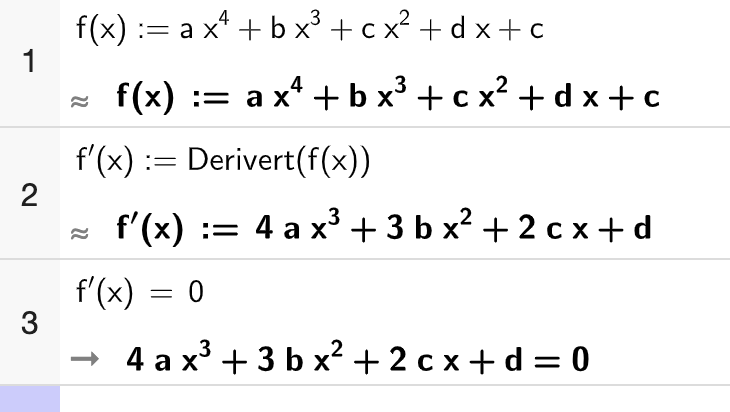 1
f(x) := a x⁴ + b x³ + c x² + d x + c
≈ f(x) := a x⁴ + b x³ + c x² + d x + c
2
f′(x) := Derivert(f(x))
≈ f′(x) := 4 a x³ + 3 b x² + 2 c x + d
3
f′(x) = 0
→ 4 a x³ + 3 b x² + 2 c x + d = 0